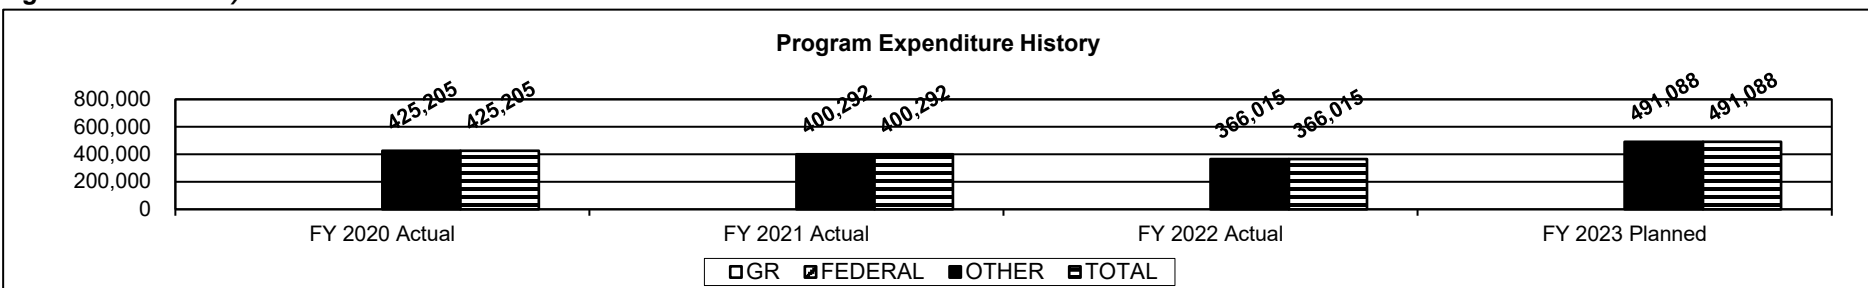 Program Expenditure History
425,205 425,205 400,292 400,292 366,015 366,015 491,088 491,088
800,000
600,000
400,000
200,000
0
FY 2020 Actual FY 2021 Actual FY 2022 Actual FY 2023 Planned
GR FEDERAL OTHER TOTAL